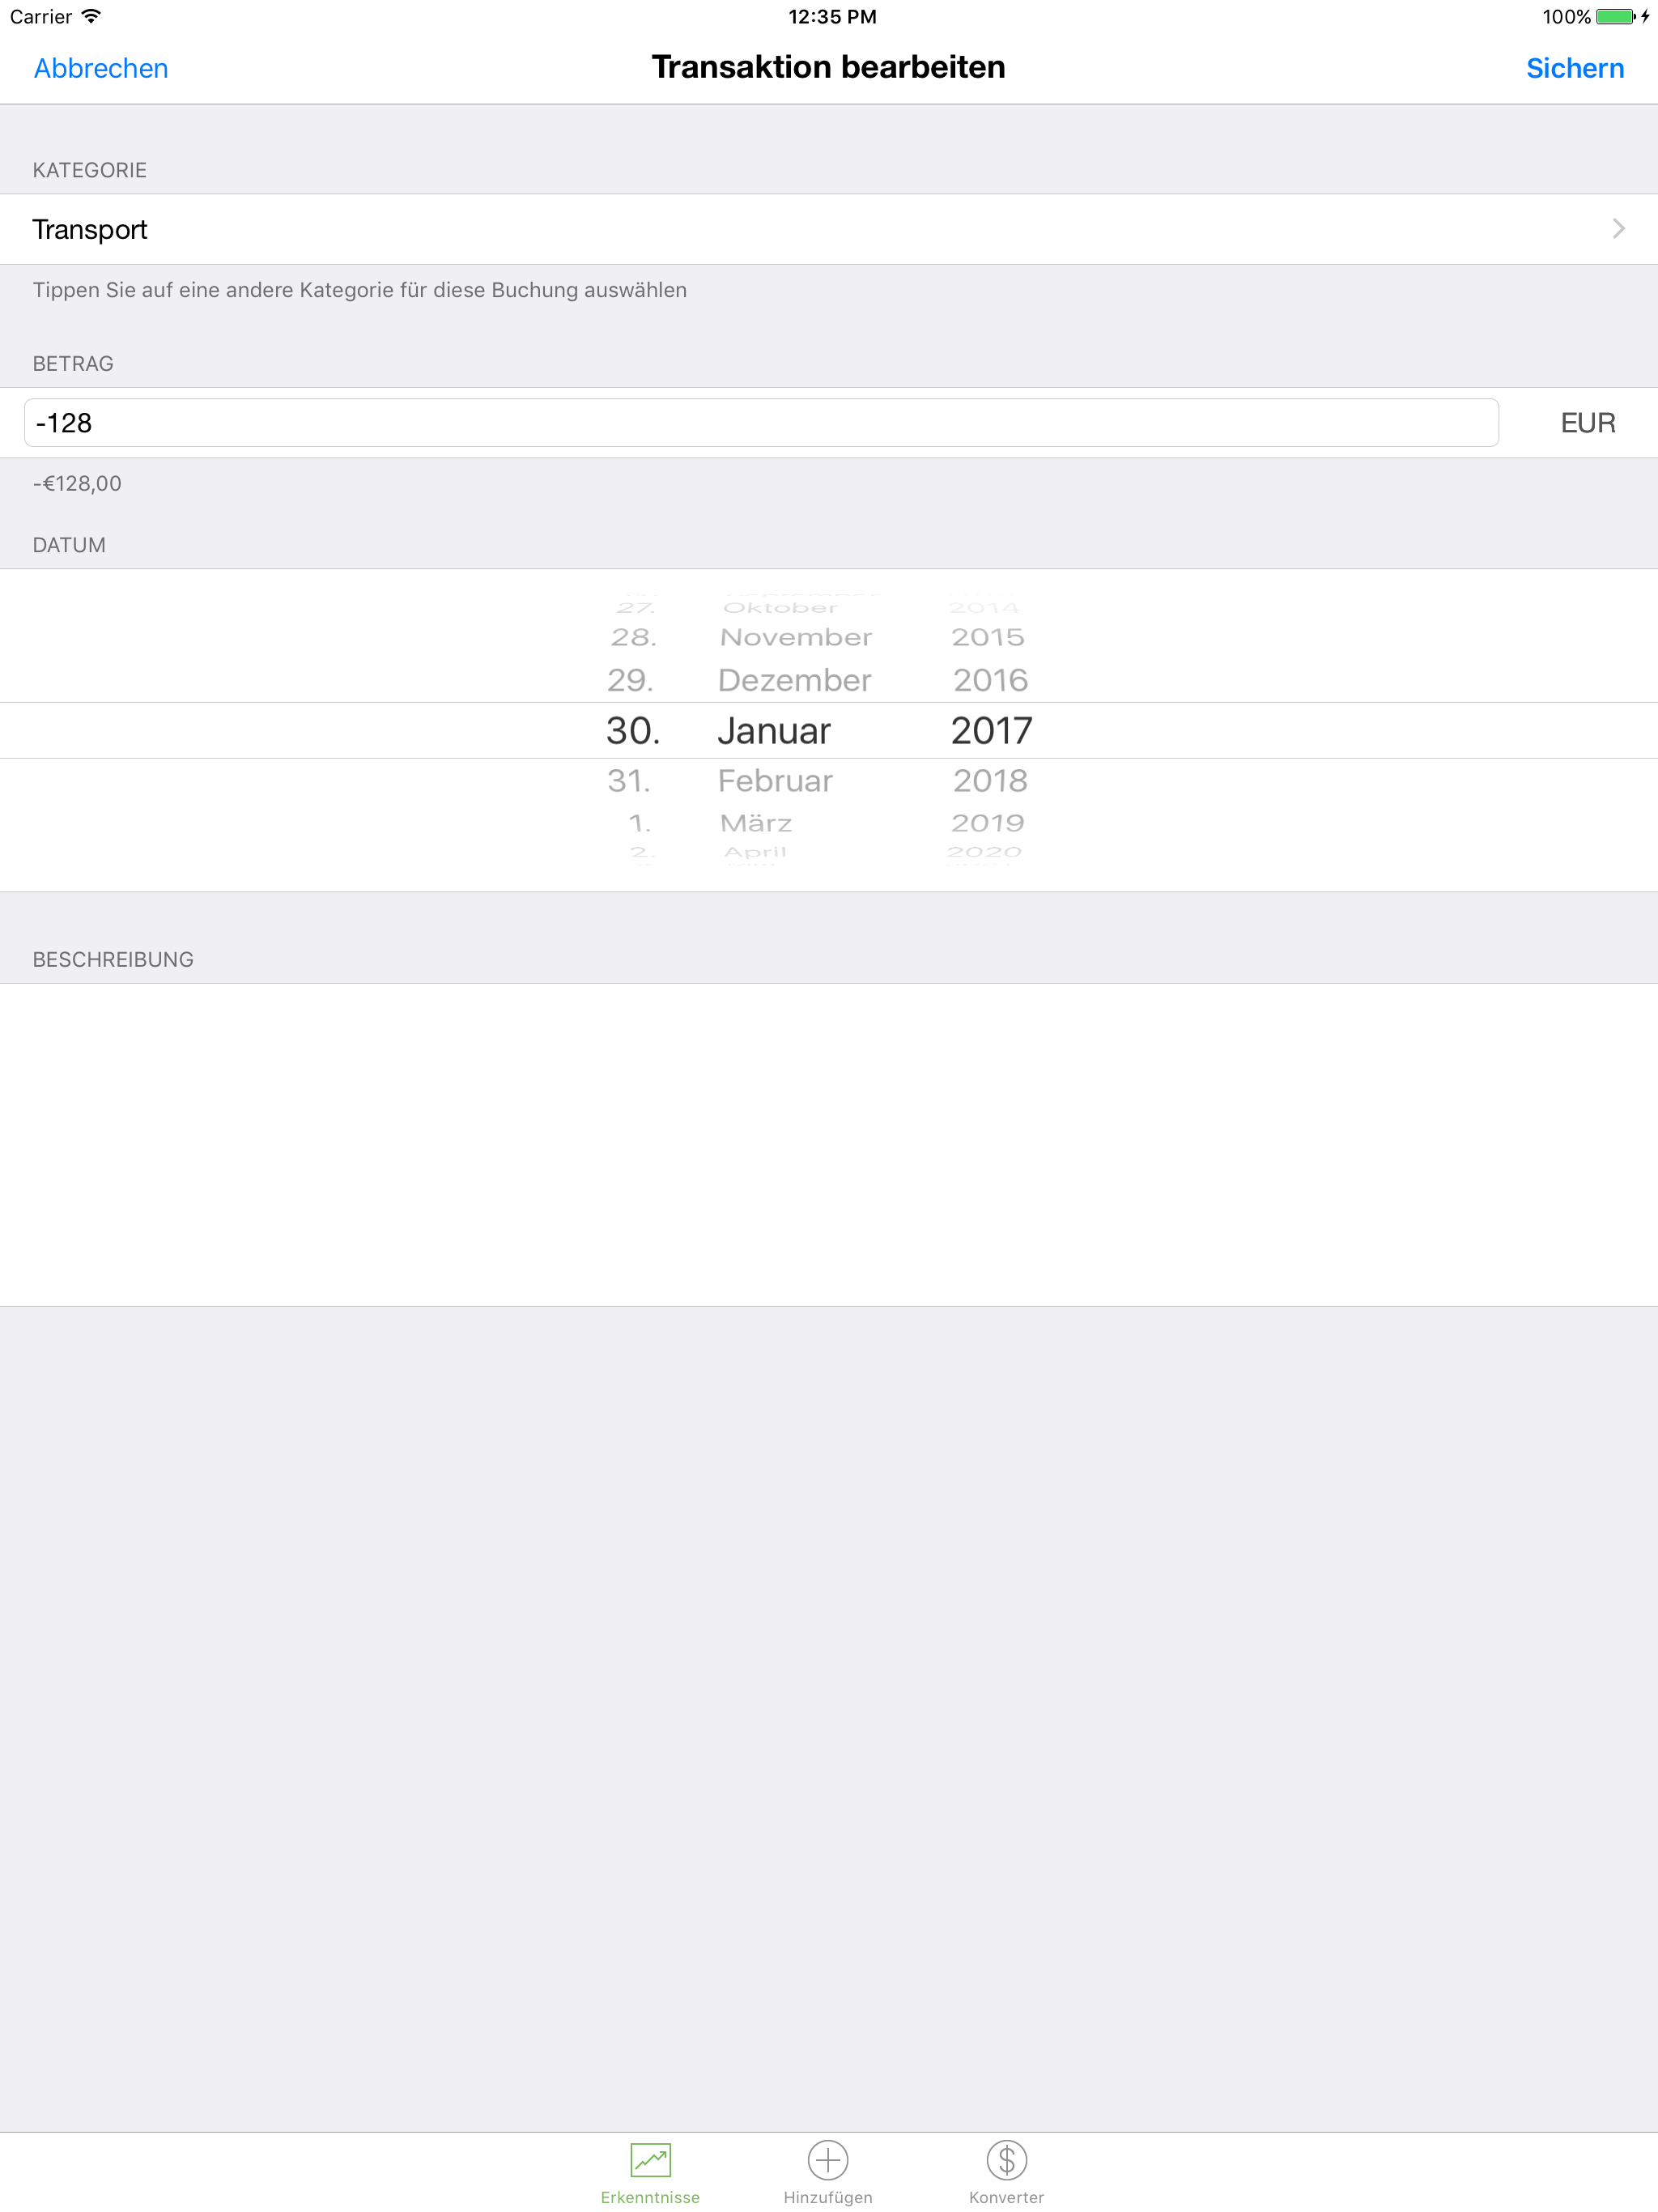 Carrier 12:35 PM 100%
Abbrechen Transaktion bearbeiten Sichern
KATEGORIE
Transport
Tippen Sie auf eine andere Kategorie für diese Buchung auswählen
BETRAG
-128 EUR
-€128,00
DATUM
27. Oktober 2014
28. November 2015
29. Dezember 2016
30. Januar 2017
31. Februar 2018
1. März 2019
2. April 2020
BESCHREIBUNG
Erkenntnisse Hinzufügen Konverter